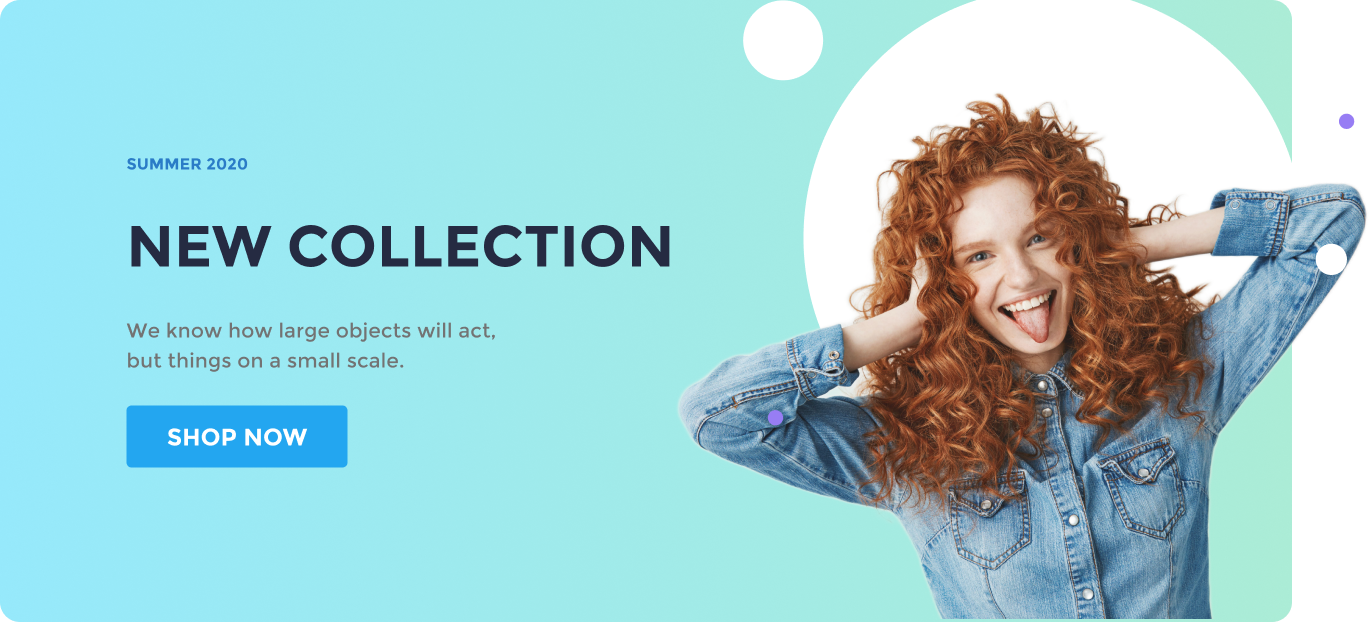 SUMMER 2020
NEW COLLECTION
We know how large objects will act,
but things on a small scale.
SHOP NOW